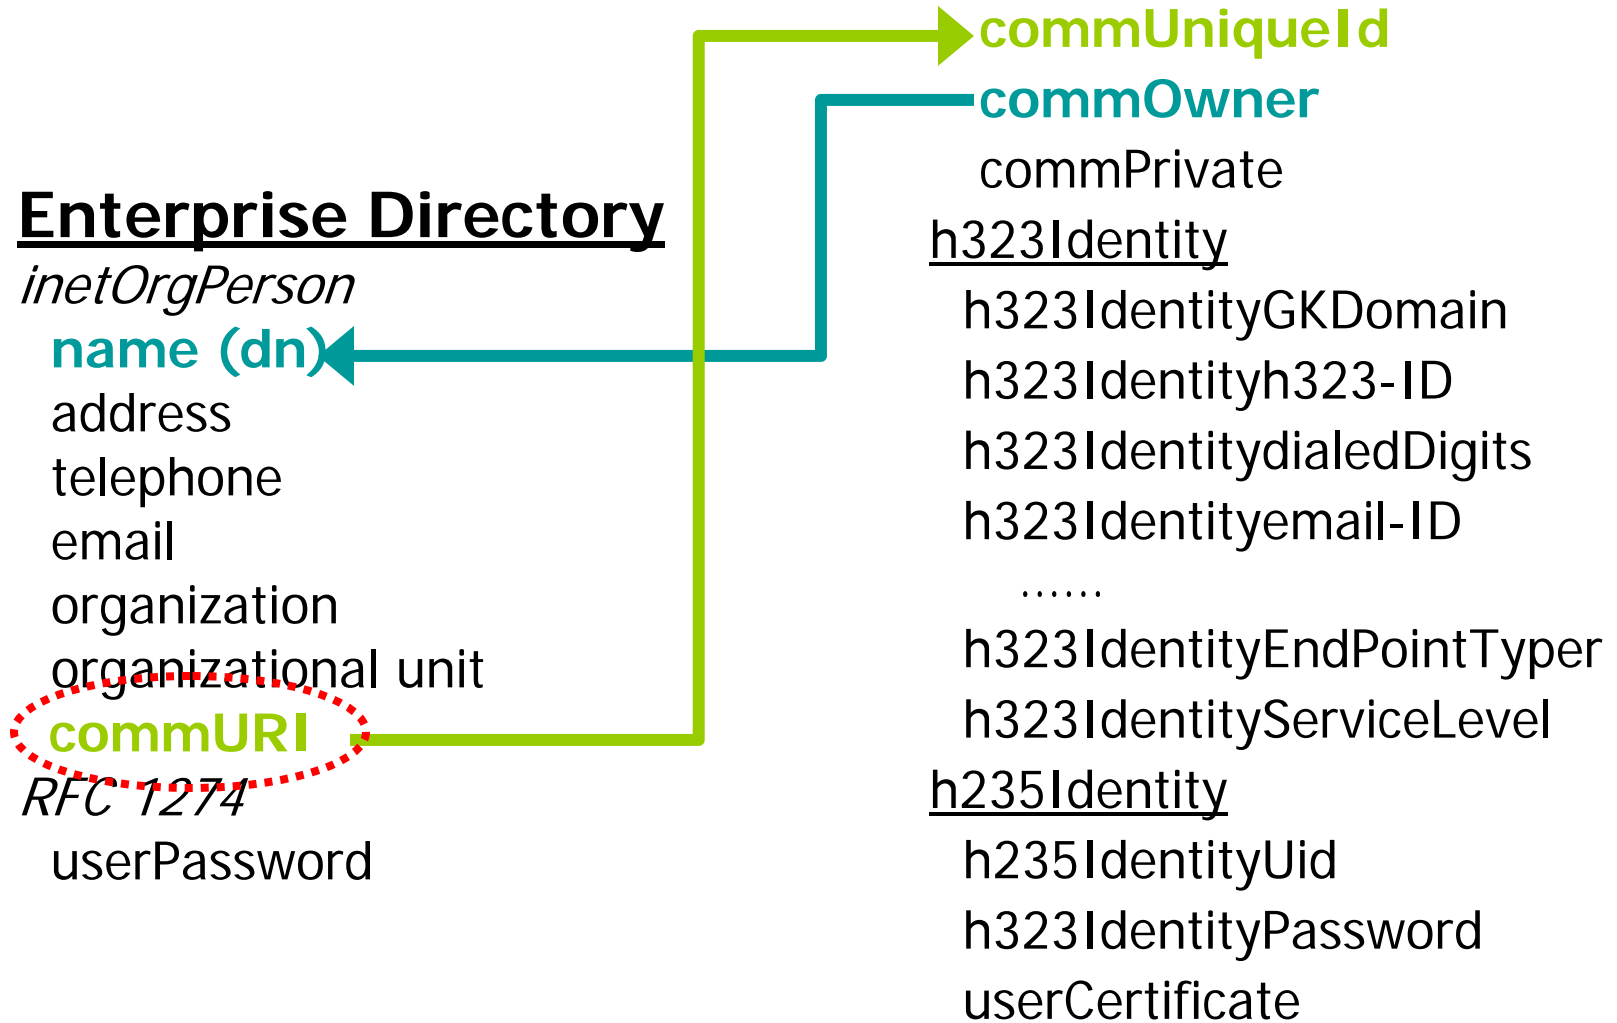 Enterprise Directory
inetOrgPerson
name (dn)
address
telephone
email
organization
organizational unit
commURI
RFC 1274
userPassword
commUniqueId
commOwner
commPrivate
h323Identity
h323IdentityGKDomain
h323Identityh323-ID
h323IdentitydialedDigits
h323Identityemail-ID
......
h323IdentityEndPointTyper
h323IdentityServiceLevel
h235Identity
h235IdentityUid
h323IdentityPassword
userCertificate